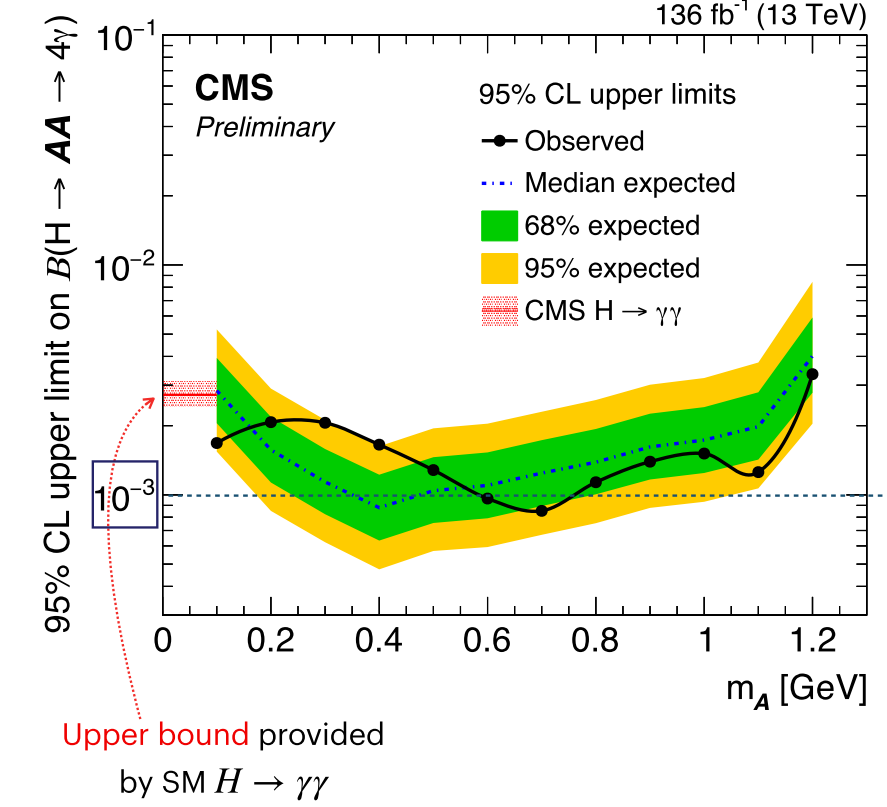 136 fb⁻¹ (13 TeV)
95% CL upper limit on B(H → AA → 4γ)
10⁻¹
10⁻²
10⁻³
CMS
Preliminary
95% CL upper limits
Observed
Median expected
68% expected
95% expected
CMS H → γγ
0 0.2 0.4 0.6 0.8 1 1.2
m_A [GeV]
Upper bound provided
by SM H → γγ